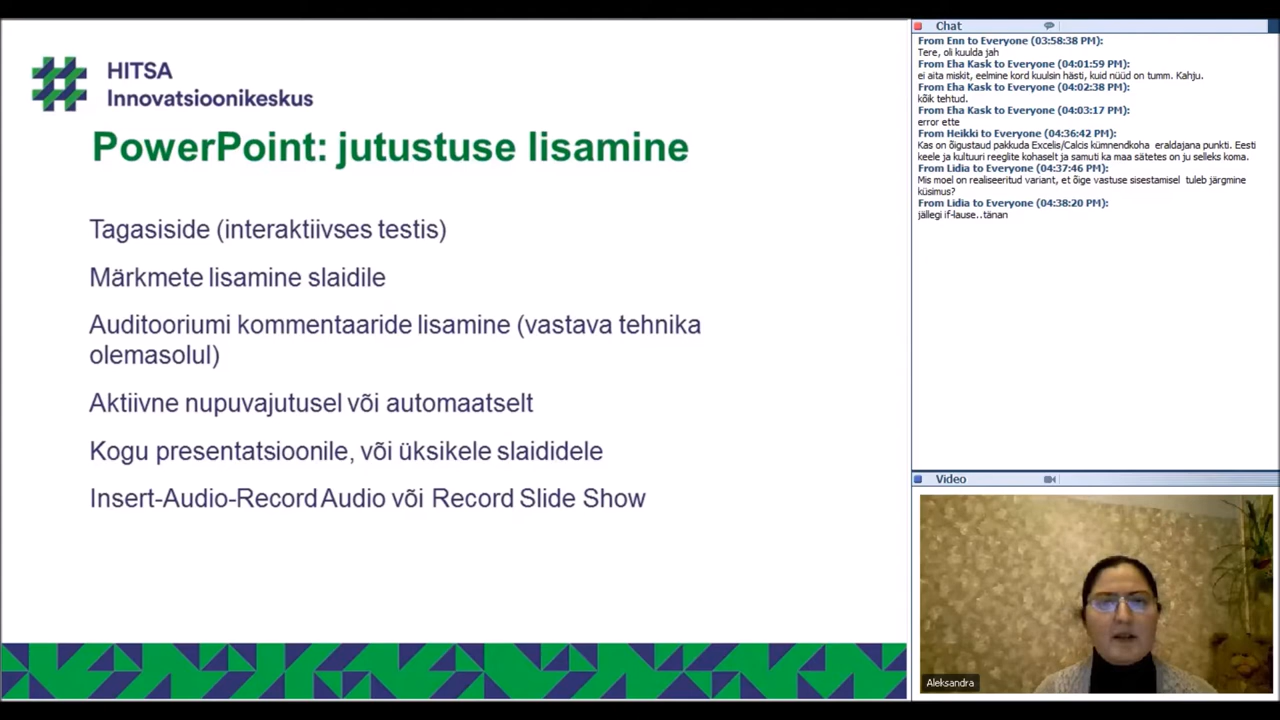 HITSA
Innovatsioonikeskus
PowerPoint: jutustuse lisamine
Tagasiside (interaktiivses testis)
Märkmete lisamine slaidile
Auditooriumi kommentaaride lisamine (vastava tehnika
olemasolul)
Aktiivne nupuvajutusel või automaatselt
Kogu presentatsioonile, või üksikele slaididele
Insert-Audio-Record Audio või Record Slide Show
Chat
From Enn to Everyone (03:58:38 PM):
Tere, oli kuulda jah
From Eha Kask to Everyone (04:01:59 PM):
ei aita miskit, eelmine kord kuulsin hästi, kuid nüüd on tumm. Kahju.
From Eha Kask to Everyone (04:02:38 PM):
kõik tehtud.
From Eha Kask to Everyone (04:03:17 PM):
error ette
From Heikki to Everyone (04:36:42 PM):
Kas on õigustaud pakkuda Excelis/Calcis kümnendkoha eraldajana punkti. Eesti
keele ja kultuuri reeglite kohaselt ja samuti ka maa sätetes on ju selleks koma.
From Lidia to Everyone (04:37:46 PM):
Mis moel on realiseeritud variant, et õige vastuse sisestamisel tuleb järgmine
küsimus?
From Lidia to Everyone (04:38:20 PM):
jällegi if-lause..tänan
Video
Aleksandra